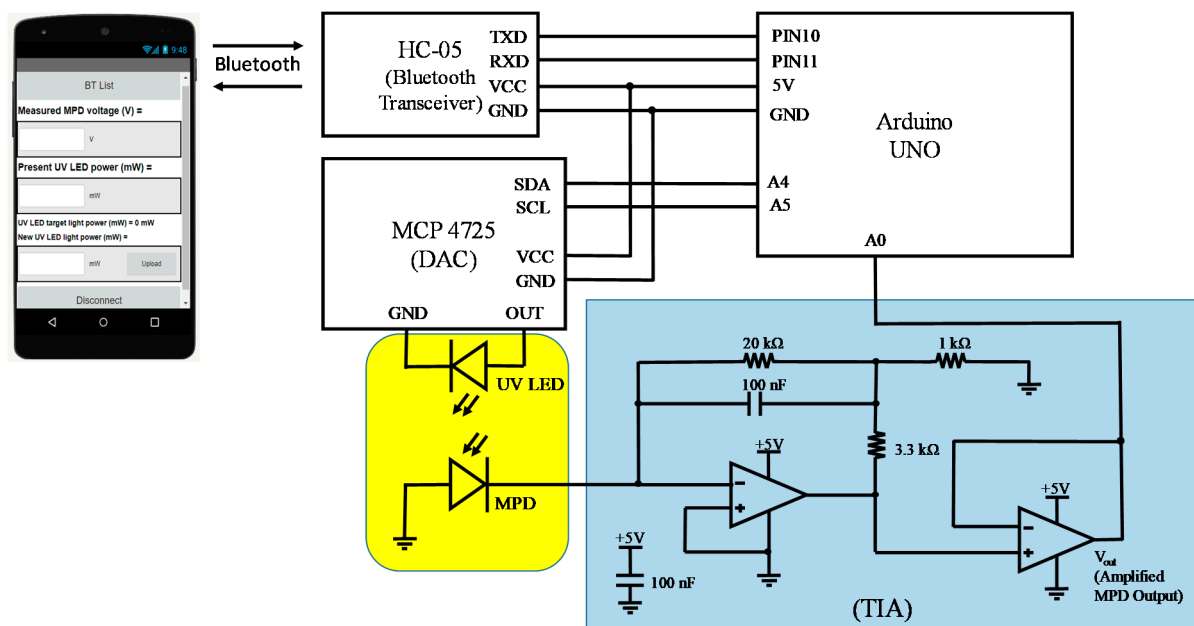 9:48
BT List
Measured MPD voltage (V) =
V
Present UV LED power (mW) =
mW
UV LED target light power (mW) = 0 mW
New UV LED light power (mW) =
mW
Upload
Disconnect
Bluetooth
HC-05
(Bluetooth
Transceiver)
TXD
RXD
VCC
GND
PIN10
PIN11
5V
GND
Arduino
UNO
A4
A5
A0
MCP 4725
(DAC)
SDA
SCL
VCC
GND
GND
OUT
UV LED
MPD
20 kΩ
1 kΩ
100 nF
3.3 kΩ
+5V
-
+
+5V
100 nF
+5V
-
+
Vout
(Amplified
MPD Output)
(TIA)